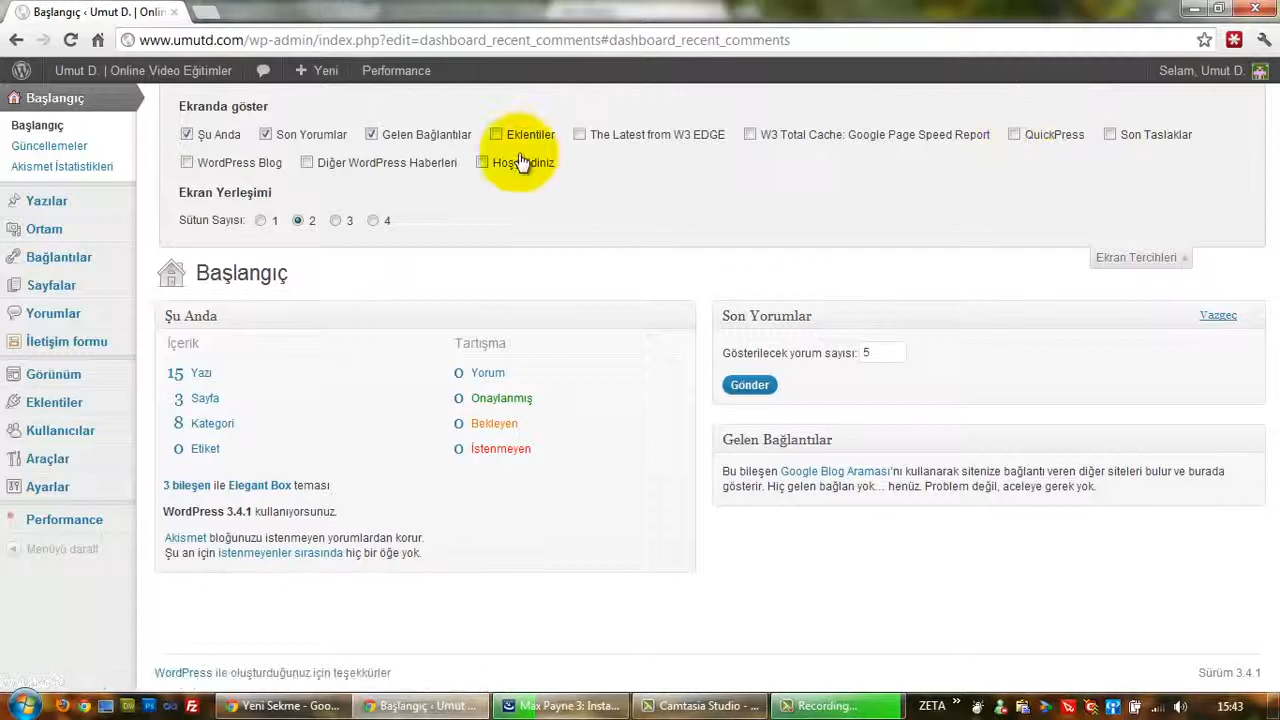 Başlangıç ‹ Umut D. | Onlin
www.umutd.com/wp-admin/index.php?edit=dashboard_recent_comments#dashboard_recent_comments
Umut D. | Online Video Eğitimler
Yeni
Performance
Selam, Umut D.
Başlangıç
Başlangıç
Güncellemeler
Akismet İstatistikleri
Yazılar
Ortam
Bağlantılar
Sayfalar
Yorumlar
İletişim formu
Görünüm
Eklentiler
Kullanıcılar
Araçlar
Ayarlar
Performance
Menüyü daralt
Ekranda göster
Şu Anda Son Yorumlar Gelen Bağlantılar Eklentiler The Latest from W3 EDGE W3 Total Cache: Google Page Speed Report QuickPress Son Taslaklar
WordPress Blog Diğer WordPress Haberleri
Ekran Yerleşimi
Sütun Sayısı: 1 2 3 4
Ekran Tercihleri
Başlangıç
Şu Anda
İçerik Tartışma
15 Yazı 0 Yorum
3 Sayfa 0 Onaylanmış
8 Kategori 0 Bekleyen
0 Etiket 0 İstenmeyen
3 bileşen ile Elegant Box teması
WordPress 3.4.1 kullanıyorsunuz.
Akismet bloğunuzu istenmeyen yorumlardan korur.
Şu an için istenmeyenler sırasında hiç bir öğe yok.
Son Yorumlar Vazgeç
Gösterilecek yorum sayısı: 5
Gönder
Gelen Bağlantılar
Bu bileşen Google Blog Araması'nı kullanarak sitenize bağlantı veren diğer siteleri bulur ve burada
gösterir. Hiç gelen bağlan yok… henüz. Problem değil, aceleye gerek yok.
WordPress ile oluşturduğunuz için teşekkürler
Sürüm 3.4.1
Yeni Sekme - Goo...
Başlangıç ‹ Umut ...
Max Payne 3: Insta...
Camtasia Studio - ...
Recording...
ZETA
15:43